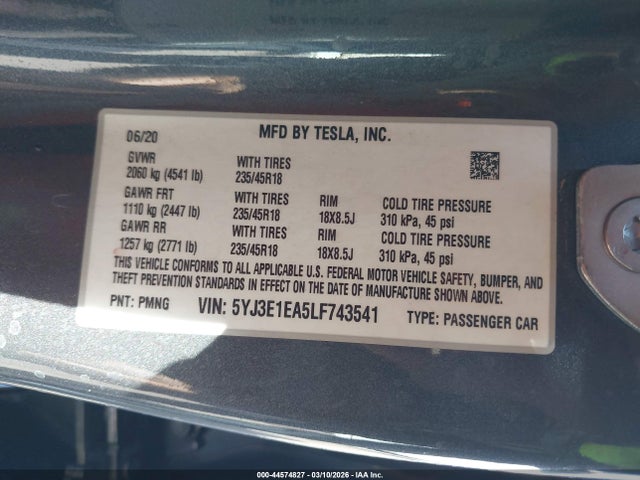 06/20 MFD BY TESLA, INC.
GVWR WITH TIRES
2060 kg (4541 lb) 235/45R18
GAWR FRT WITH TIRES RIM COLD TIRE PRESSURE
1110 kg (2447 lb) 235/45R18 18X8.5J 310 kPa, 45 psi
GAWR RR WITH TIRES RIM COLD TIRE PRESSURE
1257 kg (2771 lb) 235/45R18 18X8.5J 310 kPa, 45 psi
THIS VEHICLE CONFORMS TO ALL APPLICABLE U.S. FEDERAL MOTOR VEHICLE SAFETY, BUMPER, AND
THEFT PREVENTION STANDARDS IN EFFECT ON THE DATE OF MANUFACTURE SHOWN ABOVE.
PNT: PMNG VIN: 5YJ3E1EA5LF743541 TYPE: PASSENGER CAR
000-44574827 - 03/10/2026 - IAA Inc.